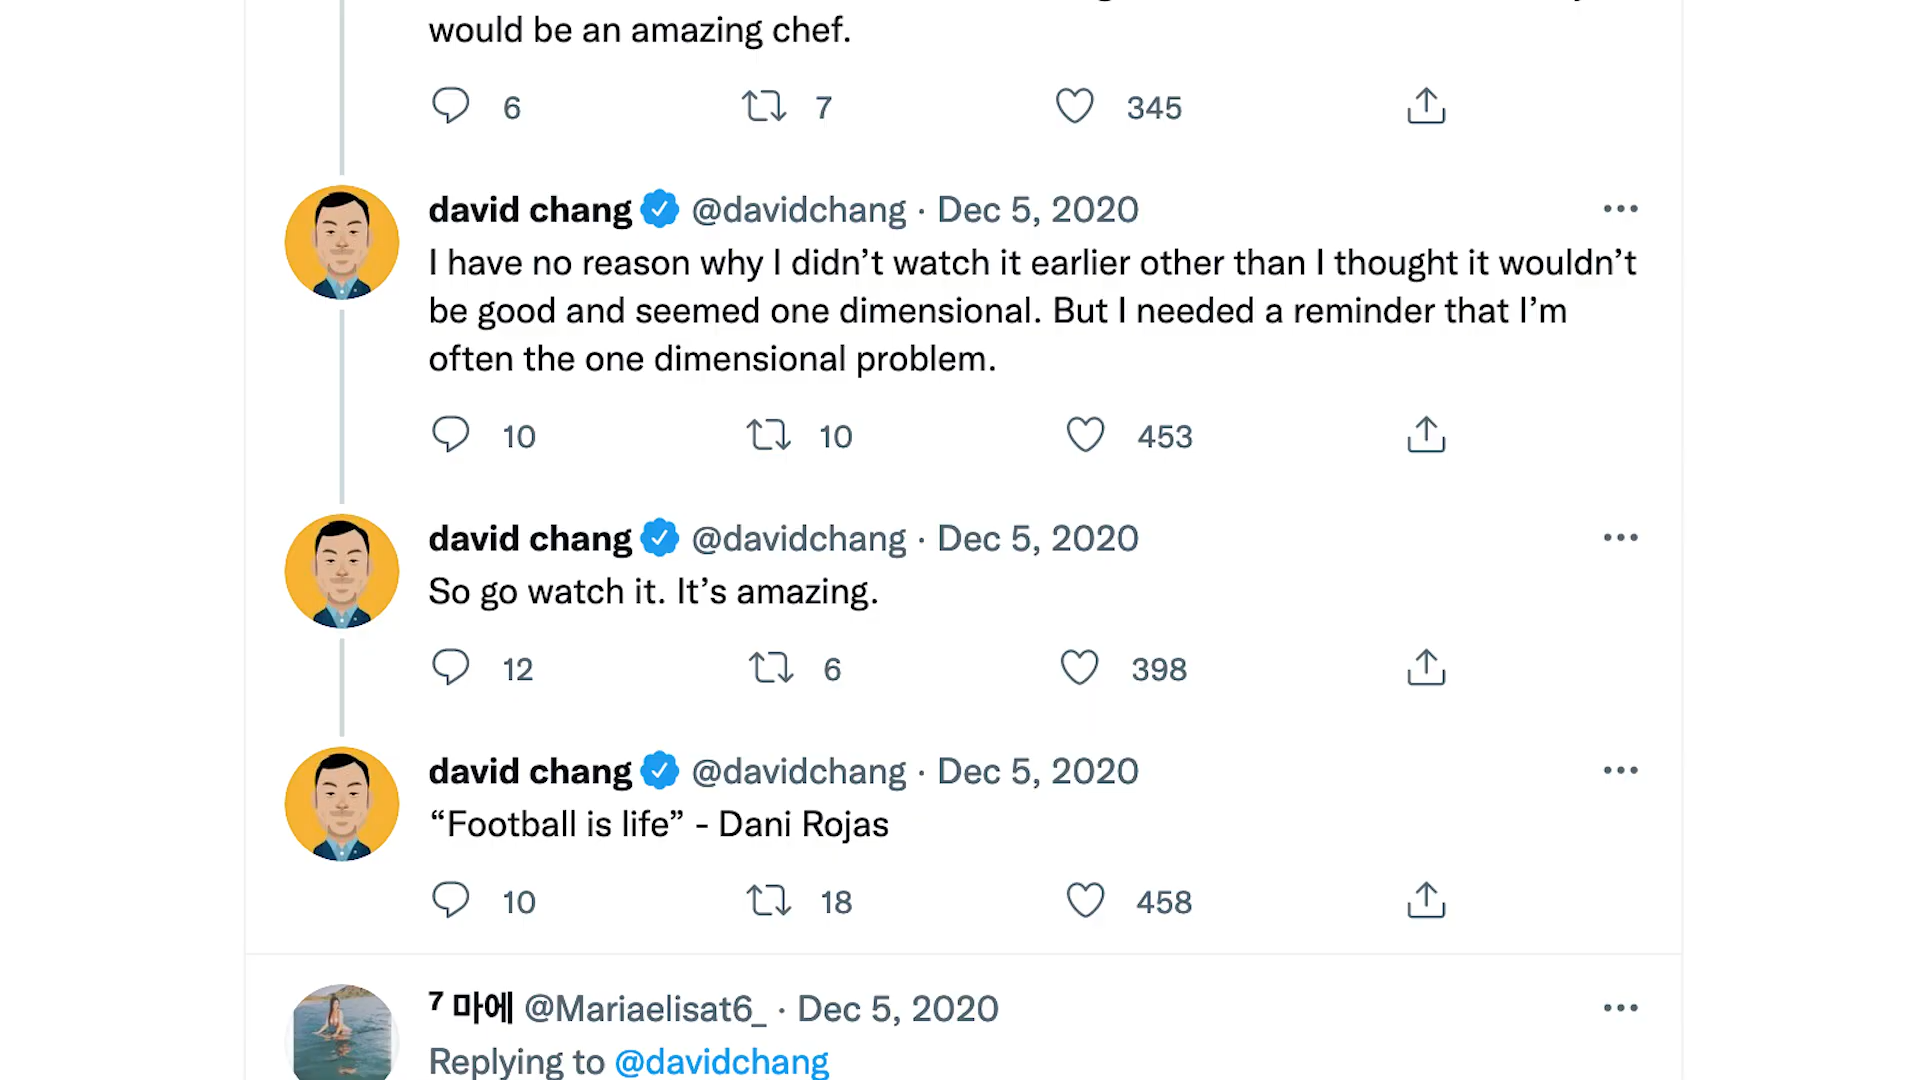 would be an amazing chef.
6 7 345
david chang @davidchang · Dec 5, 2020
I have no reason why I didn’t watch it earlier other than I thought it wouldn’t
be good and seemed one dimensional. But I needed a reminder that I’m
often the one dimensional problem.
10 10 453
david chang @davidchang · Dec 5, 2020
So go watch it. It’s amazing.
12 6 398
david chang @davidchang · Dec 5, 2020
“Football is life” - Dani Rojas
10 18 458
⁷ 마에 @Mariaelisat6_ · Dec 5, 2020
Replying to @davidchang